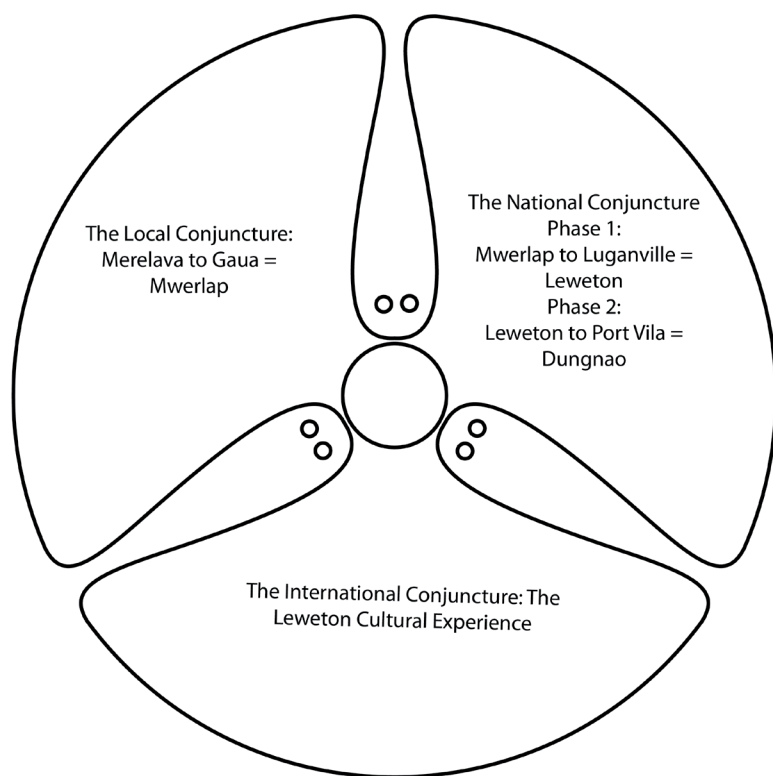 The Local Conjuncture:
Merelava to Gaua =
Mwerlap
The National Conjuncture
Phase 1:
Mwerlap to Luganville =
Leweton
Phase 2:
Leweton to Port Vila =
Dungnao
The International Conjuncture: The
Leweton Cultural Experience